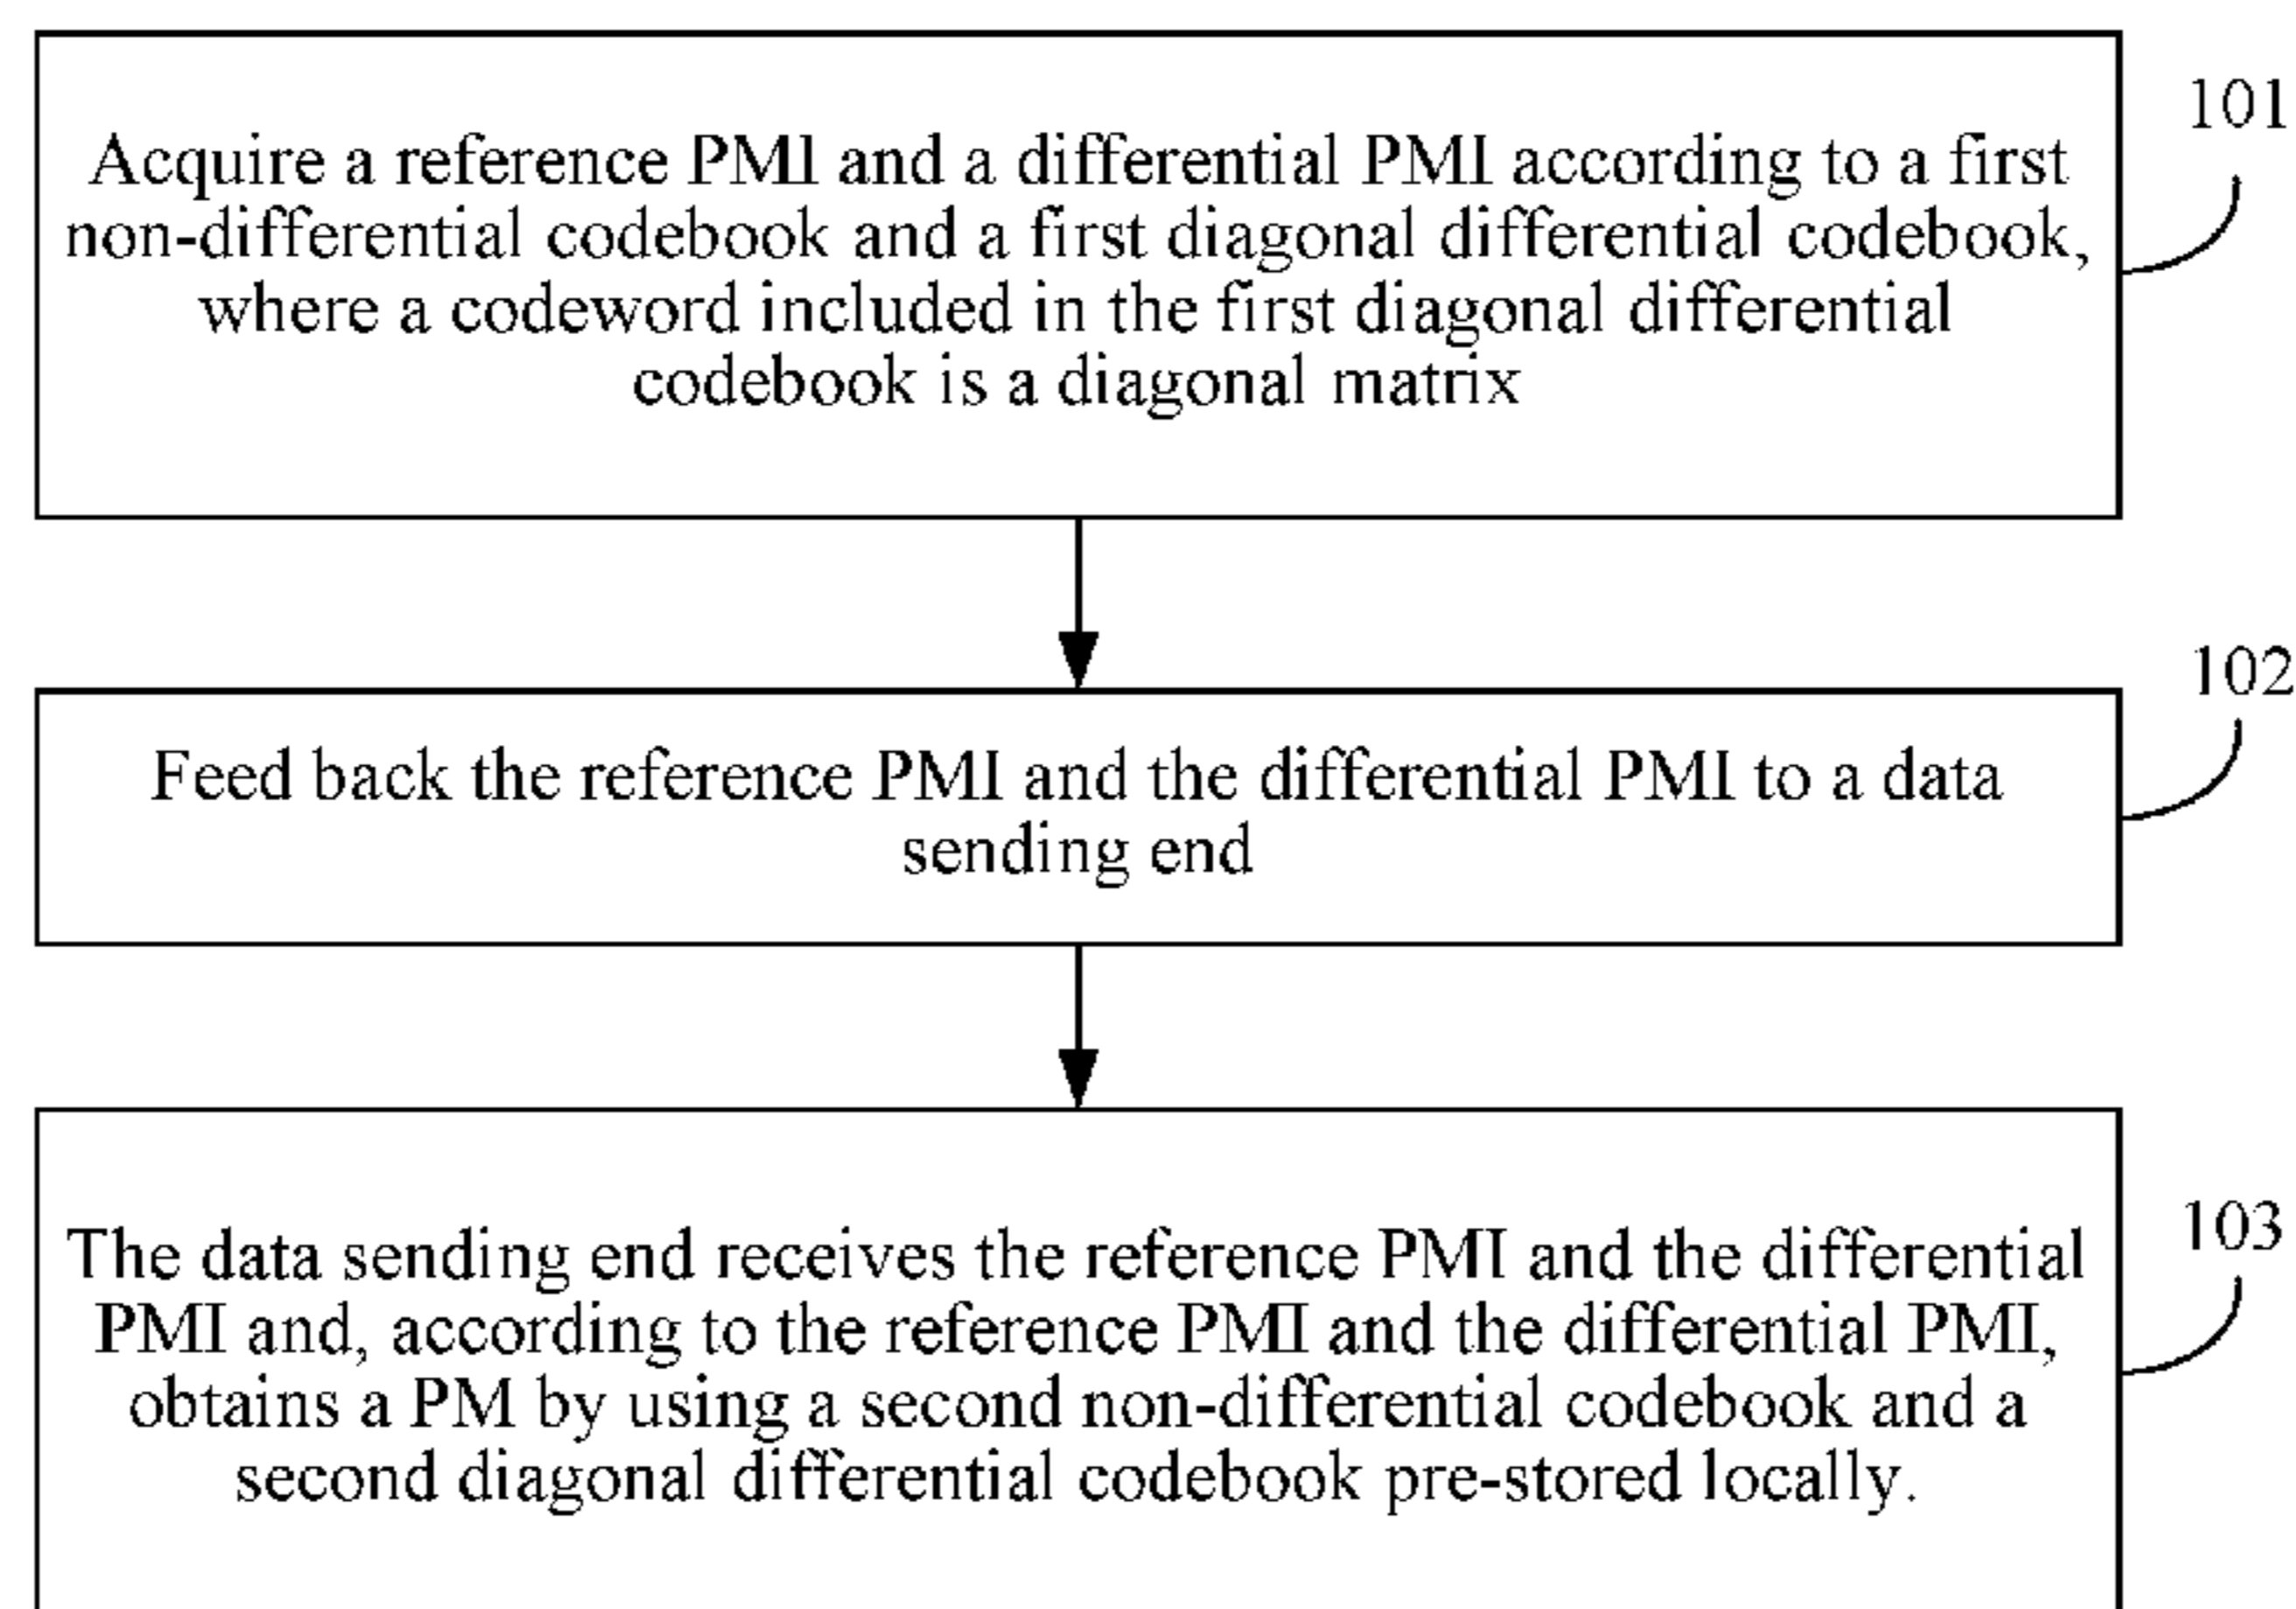 Acquire a reference PMI and a differential PMI according to a first
non-differential codebook and a first diagonal differential codebook,
where a codeword included in the first diagonal differential
codebook is a diagonal matrix
101
Feed back the reference PMI and the differential PMI to a data
sending end
102
The data sending end receives the reference PMI and the differential
PMI and, according to the reference PMI and the differential PMI,
obtains a PM by using a second non-differential codebook and a
second diagonal differential codebook pre-stored locally.
103